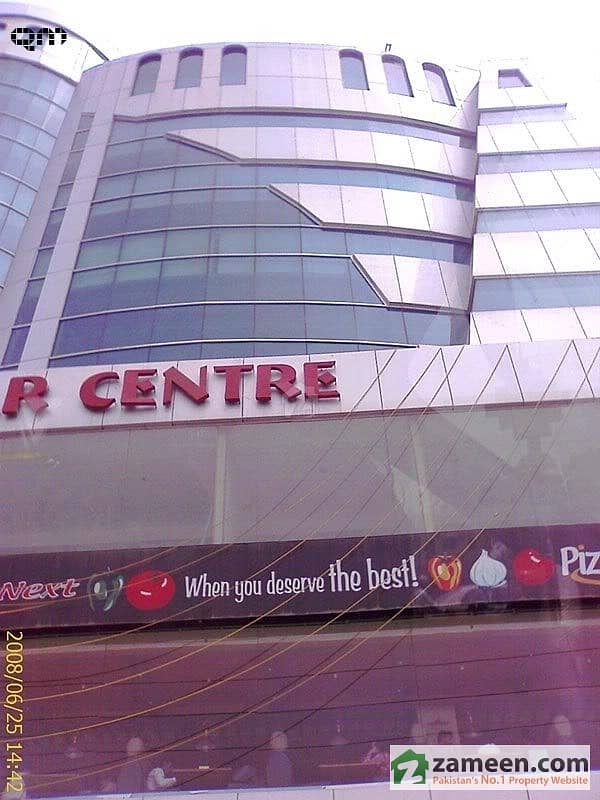 QM
R CENTRE
Next When you deserve the best! Piz
2008/06/25 14:42
zameen.com
Pakistan's No.1 Property Website